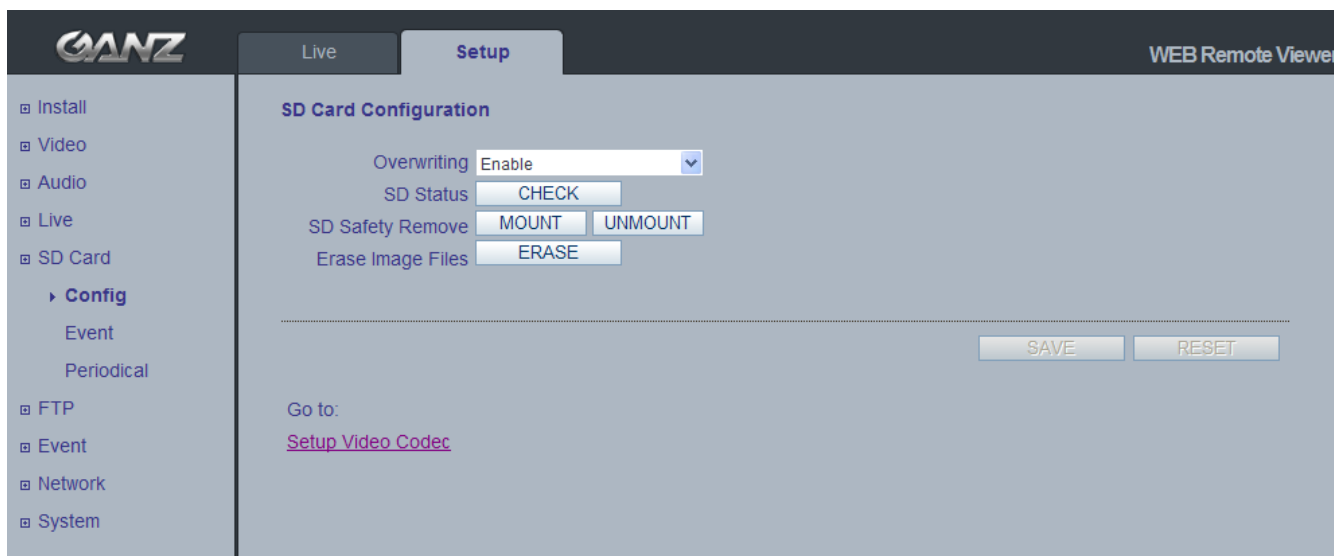 GANZ
Live
Setup
WEB Remote Viewer
Install
Video
Audio
Live
SD Card
Config
Event
Periodical
FTP
Event
Network
System
SD Card Configuration
Overwriting Enable
SD Status CHECK
SD Safety Remove MOUNT UNMOUNT
Erase Image Files ERASE
SAVE RESET
Go to:
Setup Video Codec